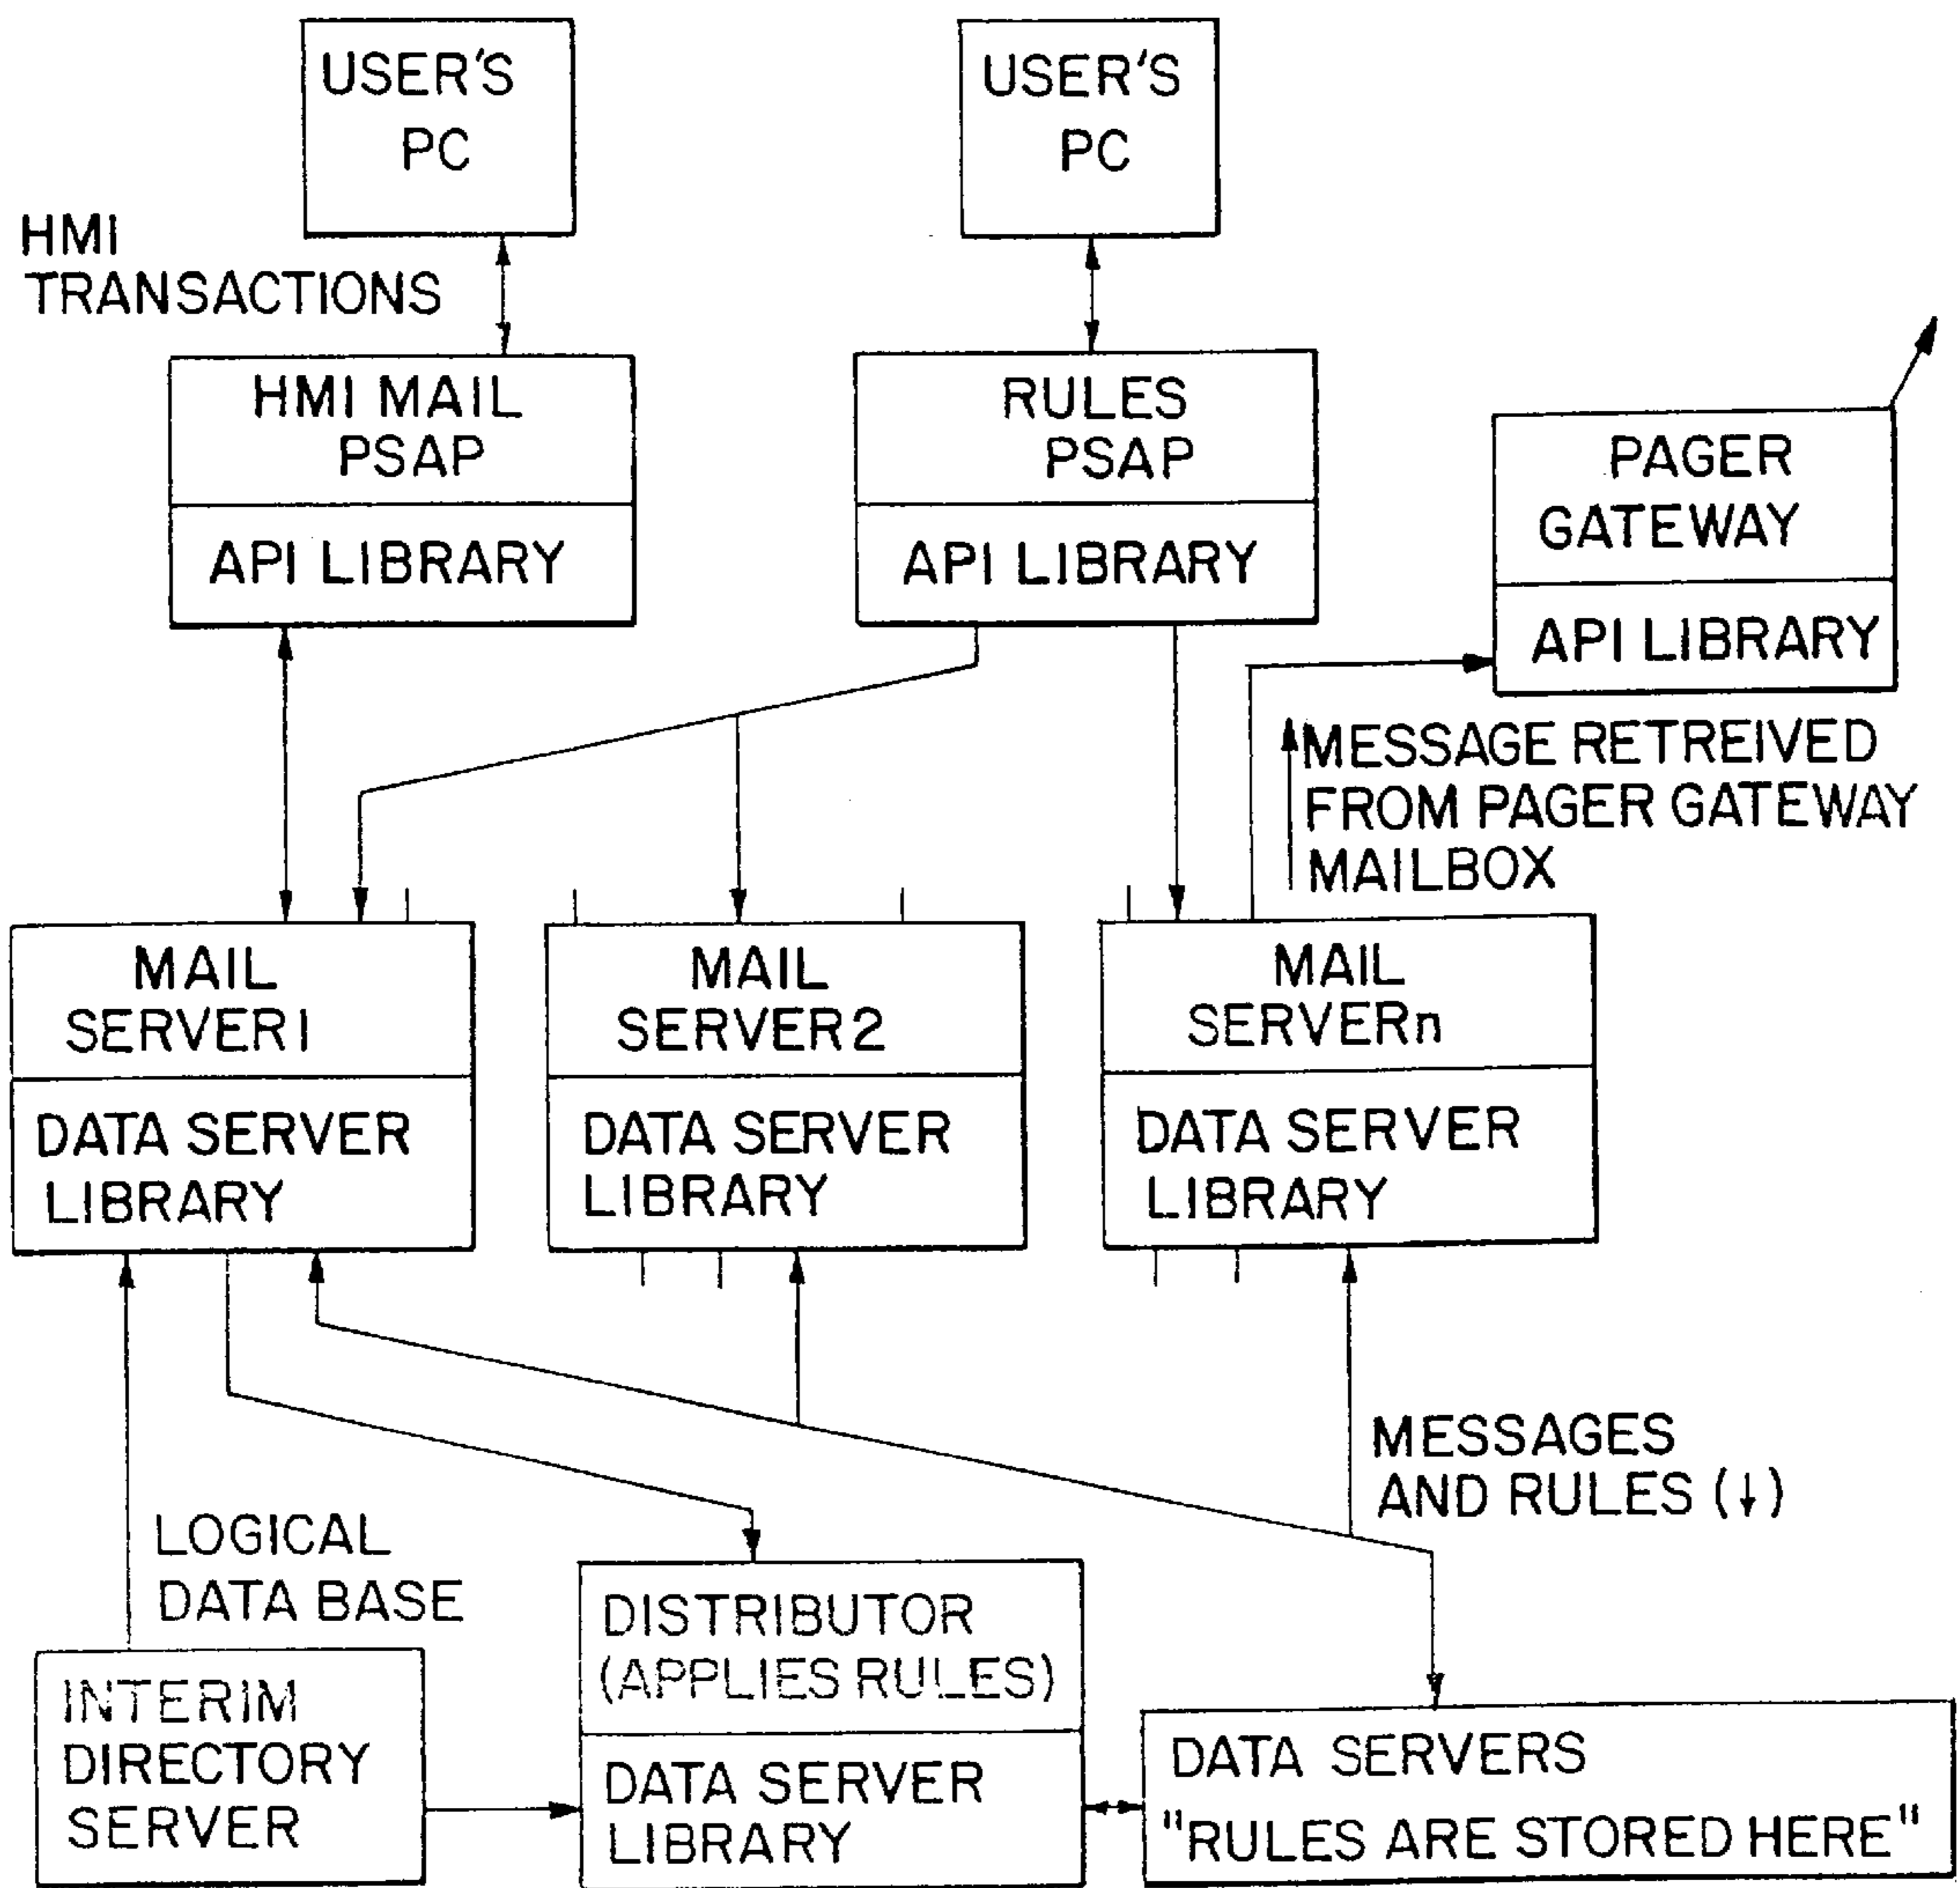 USER'S
PC
USER'S
PC
HMI
TRANSACTIONS
HMI MAIL
PSAP
API LIBRARY
RULES
PSAP
API LIBRARY
PAGER
GATEWAY
API LIBRARY
MESSAGE RETREIVED
FROM PAGER GATEWAY
MAILBOX
MAIL
SERVER1
DATA SERVER
LIBRARY
MAIL
SERVER2
DATA SERVER
LIBRARY
MAIL
SERVERn
DATA SERVER
LIBRARY
MESSAGES
AND RULES (↓)
LOGICAL
DATA BASE
INTERIM
DIRECTORY
SERVER
DISTRIBUTOR
(APPLIES RULES)
DATA SERVER
LIBRARY
DATA SERVERS
"RULES ARE STORED HERE"